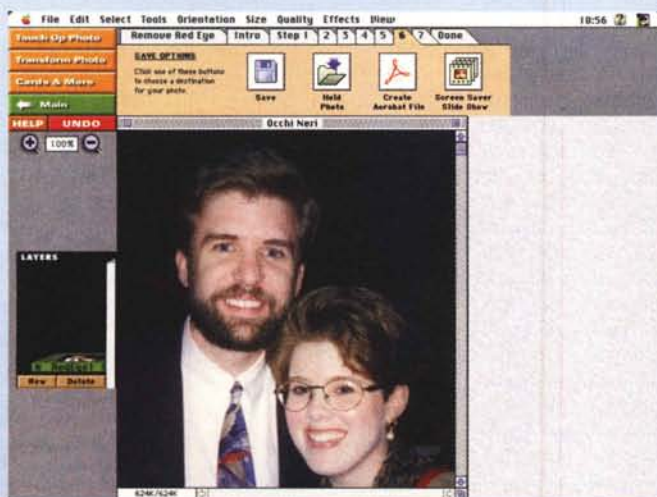 File Edit Select Tools Orientation Size Quality Effects View 10:56
Touch Up Photo
Transform Photo
Cards & More
Main
HELP UNDO
100%
Remove Red Eye Intro Step 1 2 3 4 5 6 7 Done
SAVE OPTIONS
Click one of these buttons
to choose a destination
for your photo.
Save
Hold
Photo
Create
Acrobat File
Screen Saver
Slide Show
Occhi Neri
LAYERS
RedEye1
New Delete
624K/624K